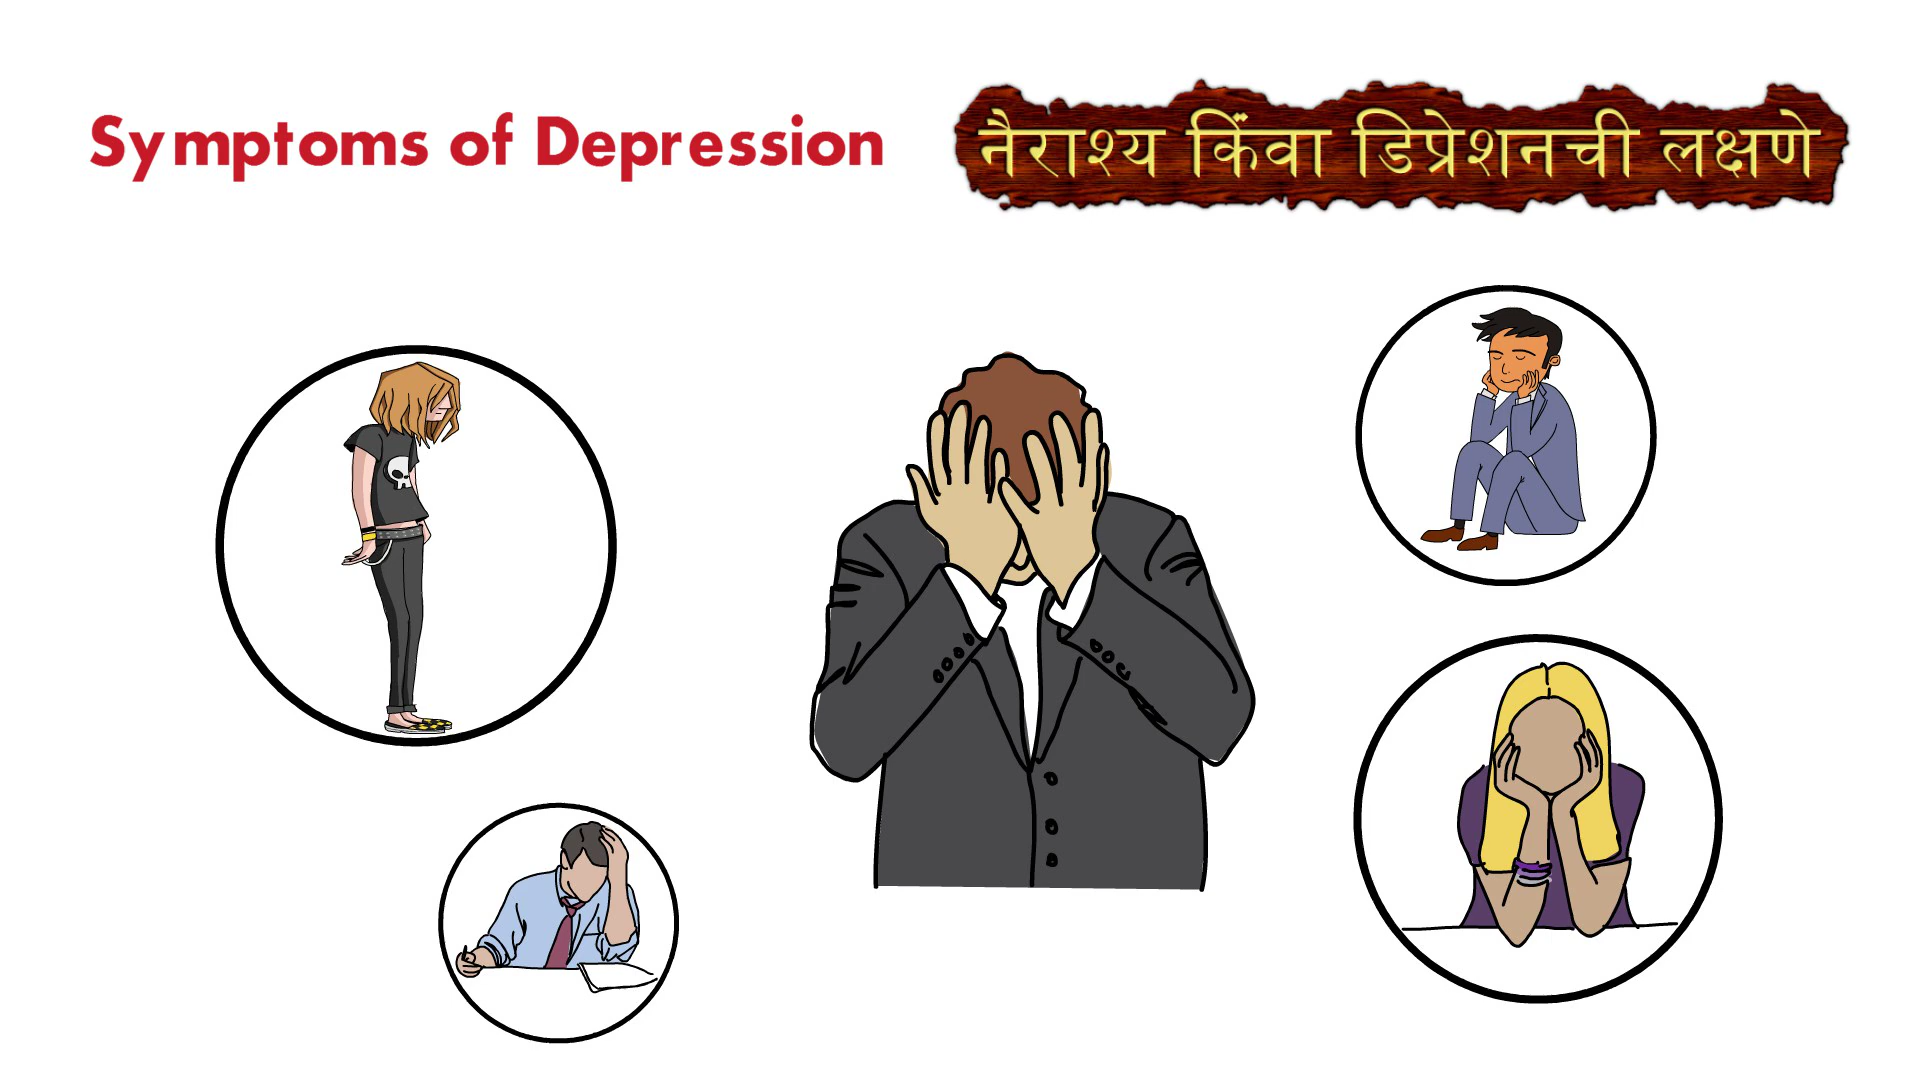 Symptoms of Depression
नैराश्य किंवा डिप्रेशनची लक्षणे